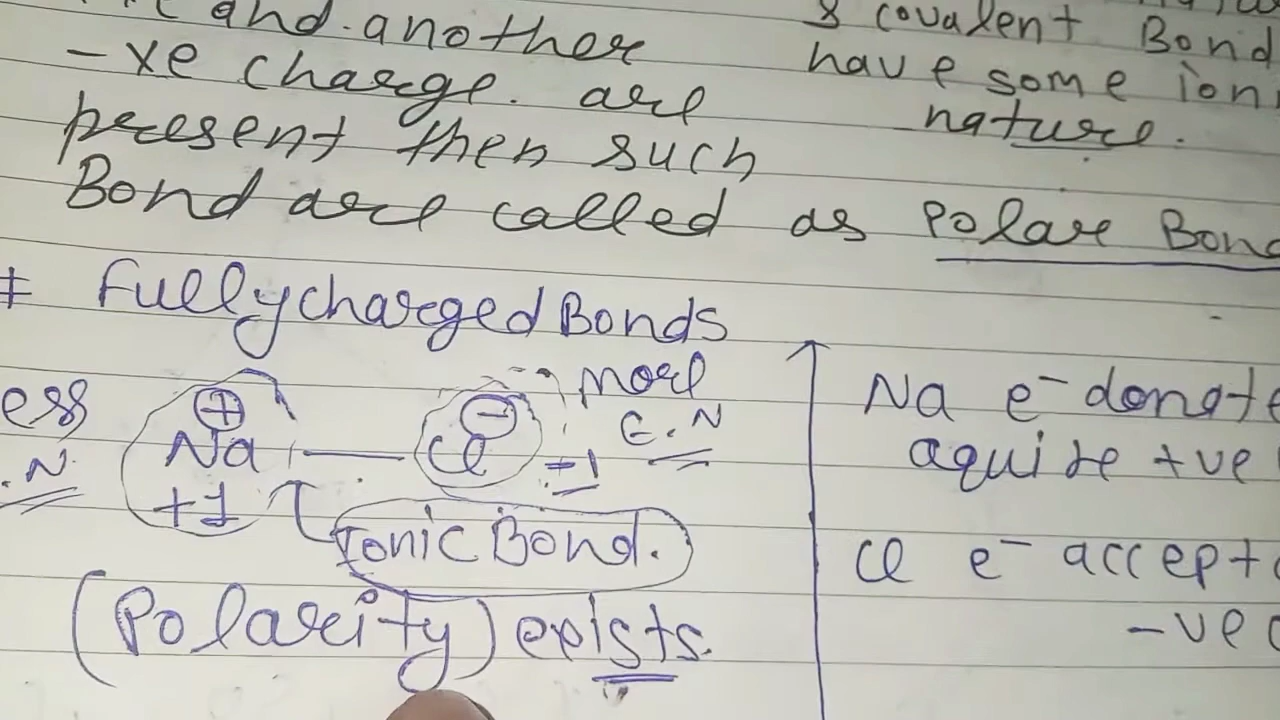 and another
-ve charge. are
present then such
Bond are called as Polar Bond
& covalent Bond
have some ion
nature.
Fully charged Bonds
ess
.N
+
Na
+1
-
Cl
-1
more
E.N
Ionic Bond.
(Polarity) exists.
Na e- donate
aquire +ve
Cl e- accept
-ve